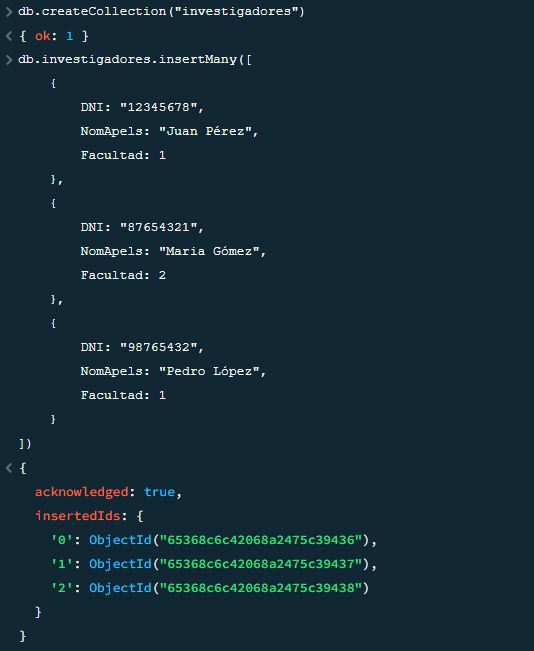 > db.createCollection("investigadores")
< { ok: 1 }
> db.investigadores.insertMany([
{
DNI: "12345678",
NomApels: "Juan Pérez",
Facultad: 1
},
{
DNI: "87654321",
NomApels: "Maria Gómez",
Facultad: 2
},
{
DNI: "98765432",
NomApels: "Pedro López",
Facultad: 1
}
])
< {
acknowledged: true,
insertedIds: {
'0': ObjectId("65368c6c42068a2475c39436"),
'1': ObjectId("65368c6c42068a2475c39437"),
'2': ObjectId("65368c6c42068a2475c39438")
}
}